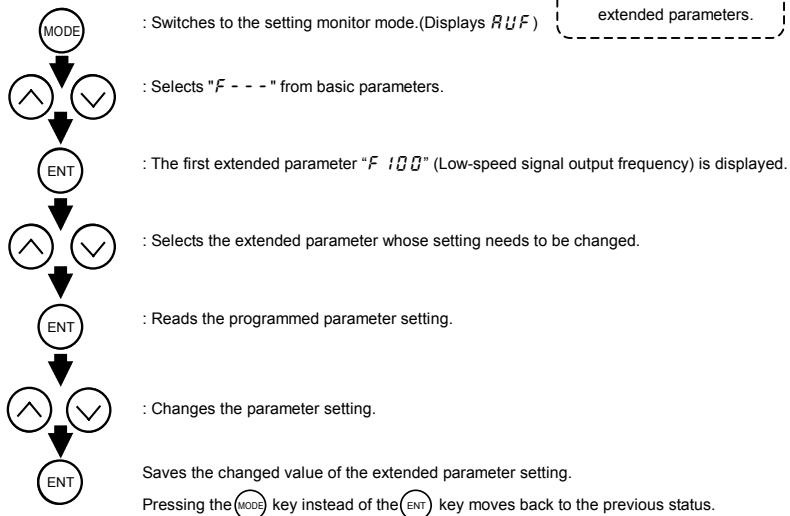 extended parameters.
MODE : Switches to the setting monitor mode.(Displays AUF)
: Selects "F - - -" from basic parameters.
ENT : The first extended parameter “F 100” (Low-speed signal output frequency) is displayed.
: Selects the extended parameter whose setting needs to be changed.
ENT : Reads the programmed parameter setting.
: Changes the parameter setting.
ENT Saves the changed value of the extended parameter setting.
Pressing the MODE key instead of the ENT key moves back to the previous status.